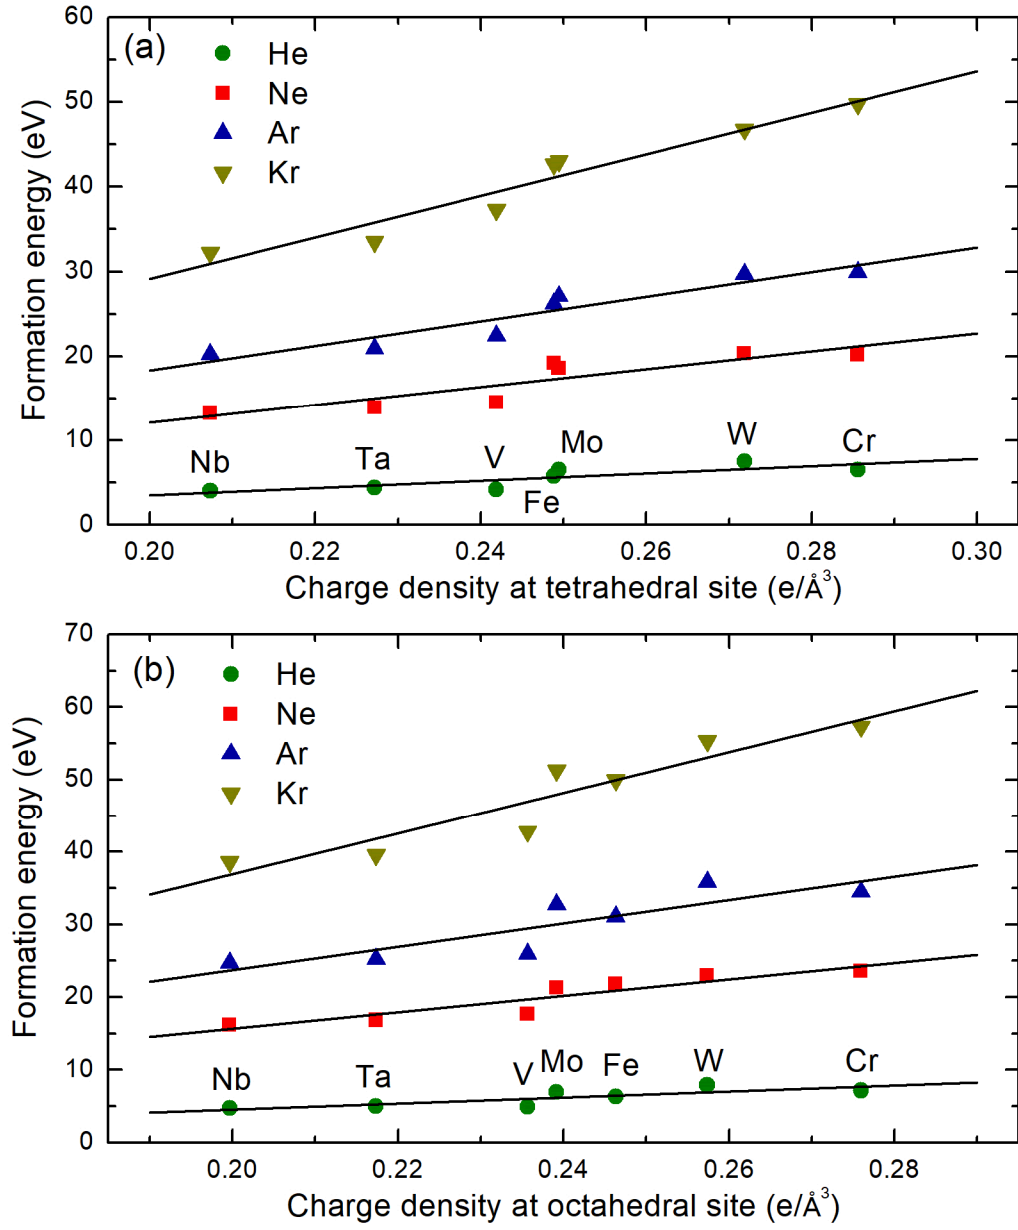 (a)
He
Ne
Ar
Kr
Nb
Ta
V
Fe
Mo
W
Cr
60
50
40
30
20
10
0
Formation energy (eV)
0.20 0.22 0.24 0.26 0.28 0.30
Charge density at tetrahedral site (e/Å³)
(b)
He
Ne
Ar
Kr
Nb
Ta
V
Mo
Fe
W
Cr
70
60
50
40
30
20
10
0
Formation energy (eV)
0.20 0.22 0.24 0.26 0.28
Charge density at octahedral site (e/Å³)